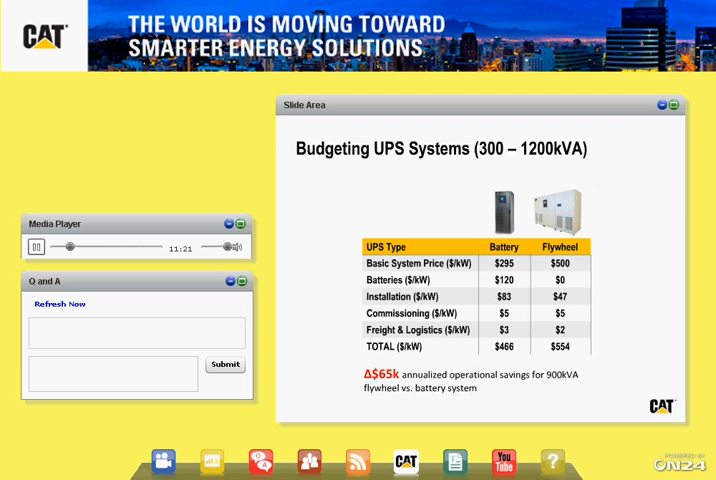 CAT
THE WORLD IS MOVING TOWARD
SMARTER ENERGY SOLUTIONS
Slide Area
Budgeting UPS Systems (300 – 1200kVA)
UPS Type Battery Flywheel
Basic System Price ($/kW) $295 $500
Batteries ($/kW) $120 $0
Installation ($/kW) $83 $47
Commissioning ($/kW) $5 $5
Freight & Logistics ($/kW) $3 $2
TOTAL ($/kW) $466 $554
Δ$65k annualized operational savings for 900kVA
flywheel vs. battery system
CAT
Media Player
11:21
Q and A
Refresh Now
Submit
Q A
CAT
You
Tube
?
POWERED BY
ON24